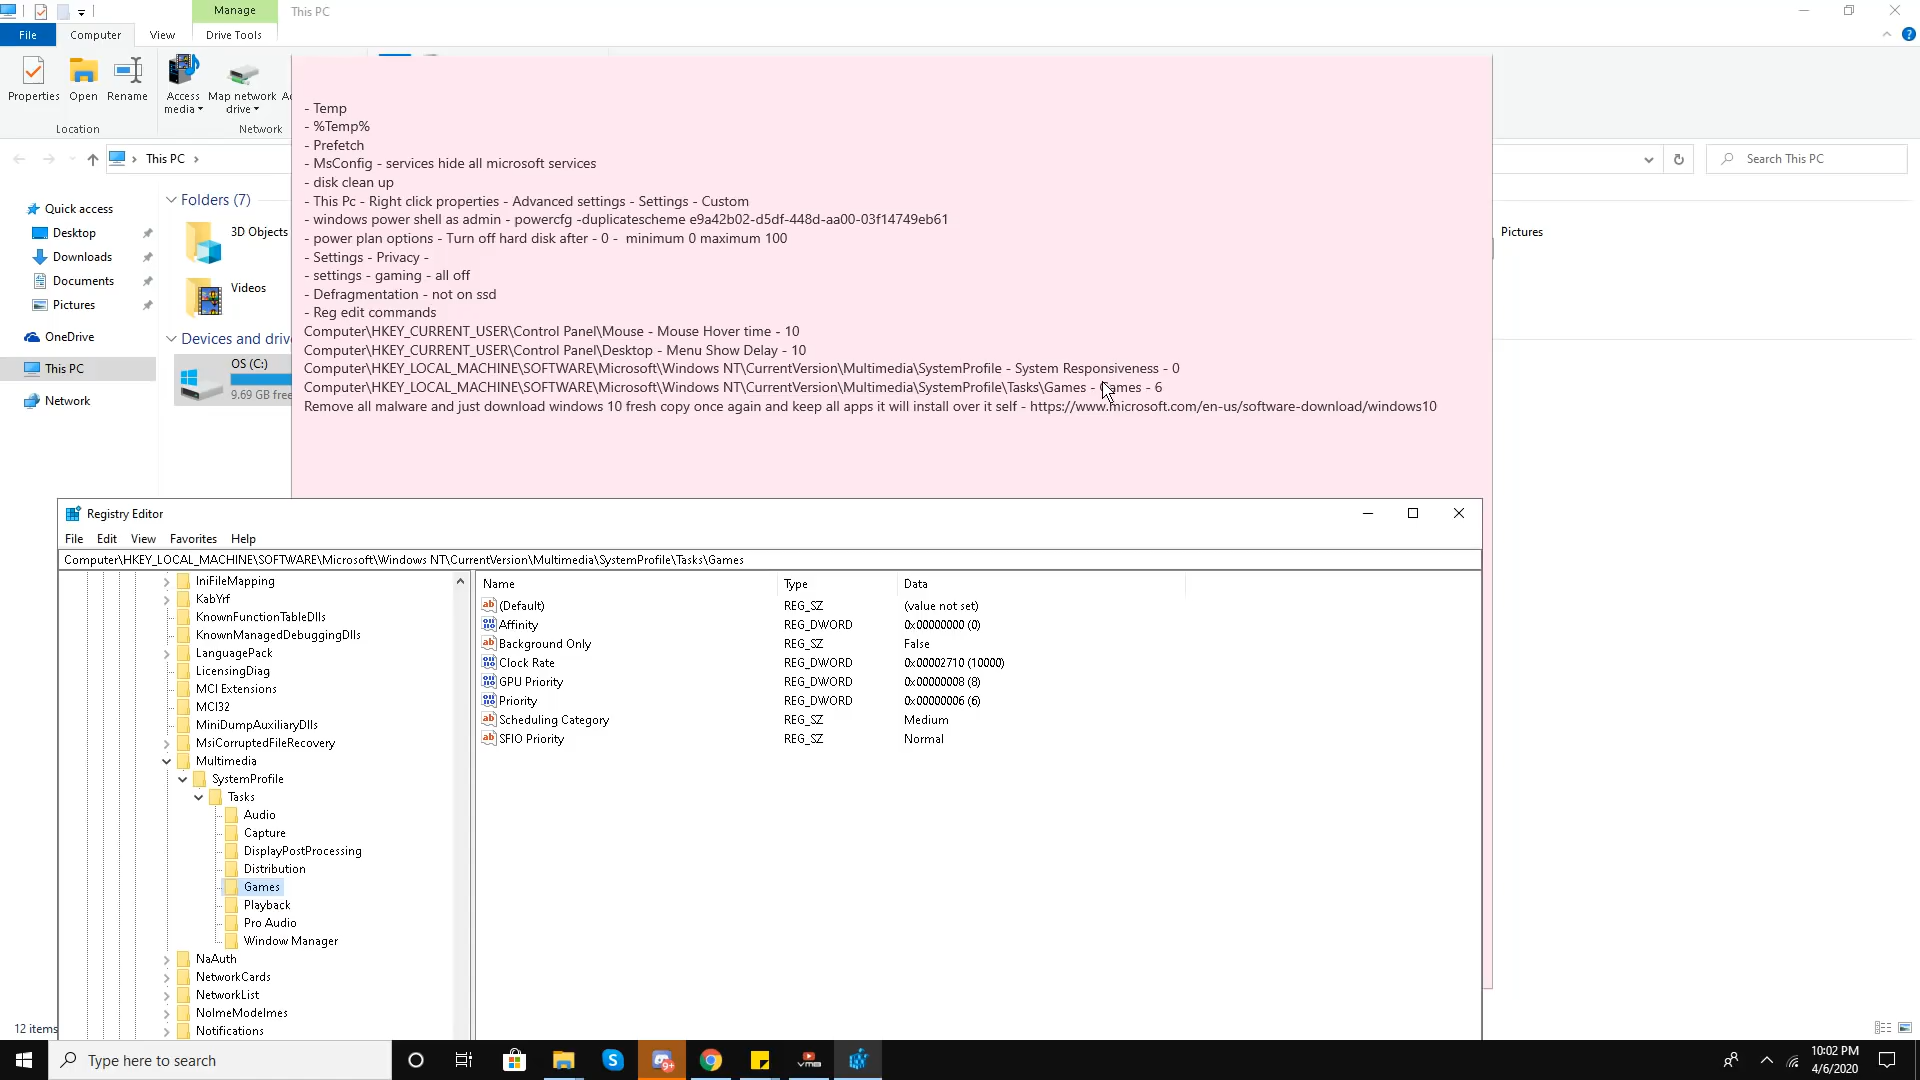 Manage
This PC
File
Computer
View
Drive Tools
Properties
Open
Rename
Access media
Map network drive
Location
Network
This PC
Search This PC
Quick access
Desktop
Downloads
Documents
Pictures
OneDrive
This PC
Network
Folders (7)
3D Objects
Videos
Pictures
OS (C:)
9.69 GB free
12 items
- Temp
- %Temp%
- Prefetch
- MsConfig - services hide all microsoft services
- disk clean up
- This Pc - Right click properties - Advanced settings - Settings - Custom
- windows power shell as admin - powercfg -duplicatescheme e9a42b02-d5df-448d-aa00-03f14749eb61
- power plan options - Turn off hard disk after - 0 -  minimum 0 maximum 100
- Settings - Privacy -
- settings - gaming - all off
- Defragmentation - not on ssd
- Reg edit commands
Computer\HKEY_CURRENT_USER\Control Panel\Mouse - Mouse Hover time - 10
Computer\HKEY_CURRENT_USER\Control Panel\Desktop - Menu Show Delay - 10
Computer\HKEY_LOCAL_MACHINE\SOFTWARE\Microsoft\Windows NT\CurrentVersion\Multimedia\SystemProfile - System Responsiveness - 0
Computer\HKEY_LOCAL_MACHINE\SOFTWARE\Microsoft\Windows NT\CurrentVersion\Multimedia\SystemProfile\Tasks\Games - Games - 6
Remove all malware and just download windows 10 fresh copy once again and keep all apps it will install over it self - https://www.microsoft.com/en-us/software-download/windows10
Registry Editor
File Edit View Favorites Help
Computer\HKEY_LOCAL_MACHINE\SOFTWARE\Microsoft\Windows NT\CurrentVersion\Multimedia\SystemProfile\Tasks\Games
IniFileMapping
KabYrf
KnownFunctionTableDlls
KnownManagedDebuggingDlls
LanguagePack
LicensingDiag
MCI Extensions
MCI32
MiniDumpAuxiliaryDlls
MsiCorruptedFileRecovery
Multimedia
SystemProfile
Tasks
Audio
Capture
DisplayPostProcessing
Distribution
Games
Playback
Pro Audio
Window Manager
NaAuth
NetworkCards
NetworkList
NoImeModeImes
Notifications
Name Type Data
(Default) REG_SZ (value not set)
Affinity REG_DWORD 0x00000000 (0)
Background Only REG_SZ False
Clock Rate REG_DWORD 0x00002710 (10000)
GPU Priority REG_DWORD 0x00000008 (8)
Priority REG_DWORD 0x00000006 (6)
Scheduling Category REG_SZ Medium
SFIO Priority REG_SZ Normal
Type here to search
9+
10:02 PM
4/6/2020